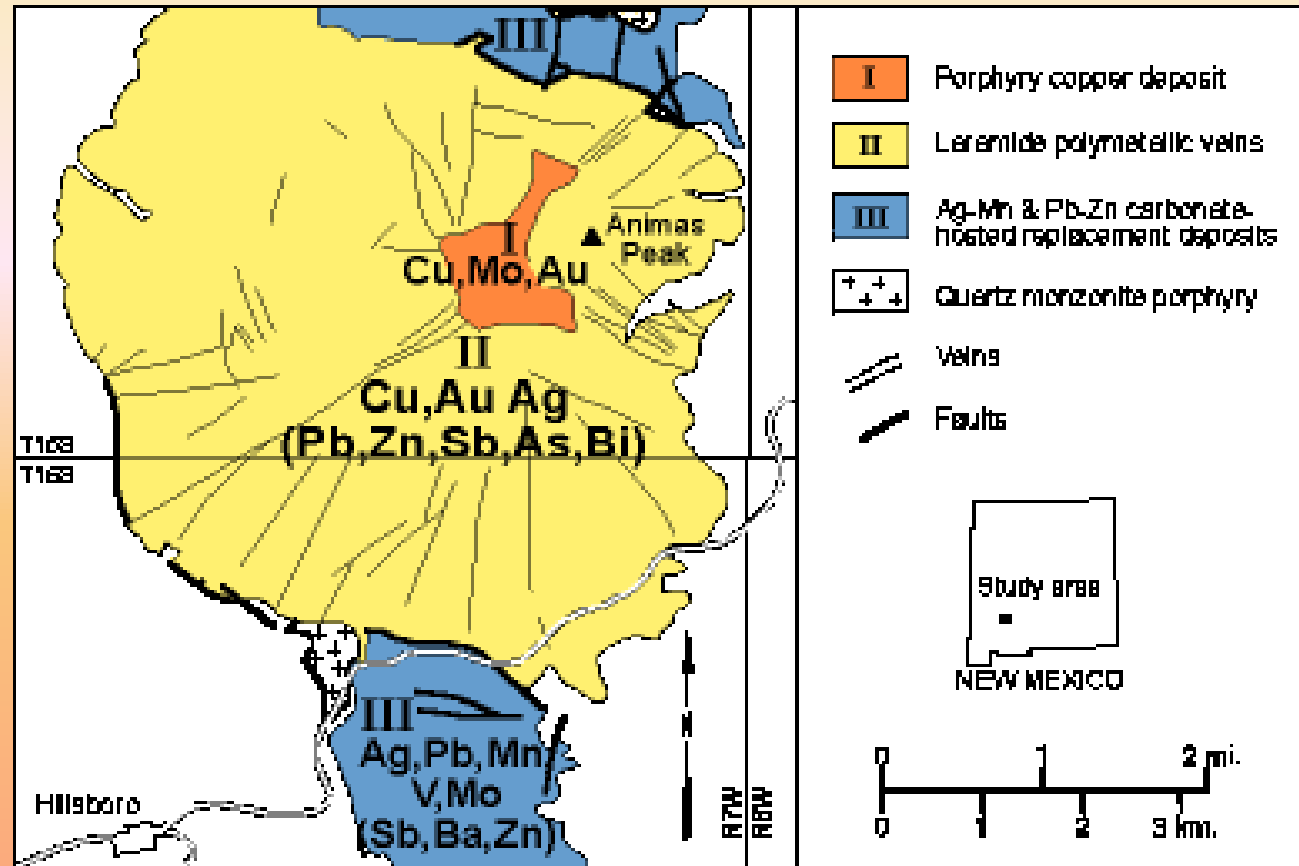 III
I
Cu,Mo,Au
Animas
Peak
II
Cu,Au Ag
(Pb,Zn,Sb,As,Bi)
T16S
T16S
III
Ag,Pb,Mn
V,Mo
(Sb,Ba,Zn)
Hillsboro
N
R7W
R6W
I Porphyry copper deposit
II Laramide polymetallic veins
III Ag-Mn & Pb-Zn carbonate-
hosted replacement deposits
Quartz monzonite porphyry
Veins
Faults
Study area
NEW MEXICO
0 1 2 mi.
0 1 2 3 km.